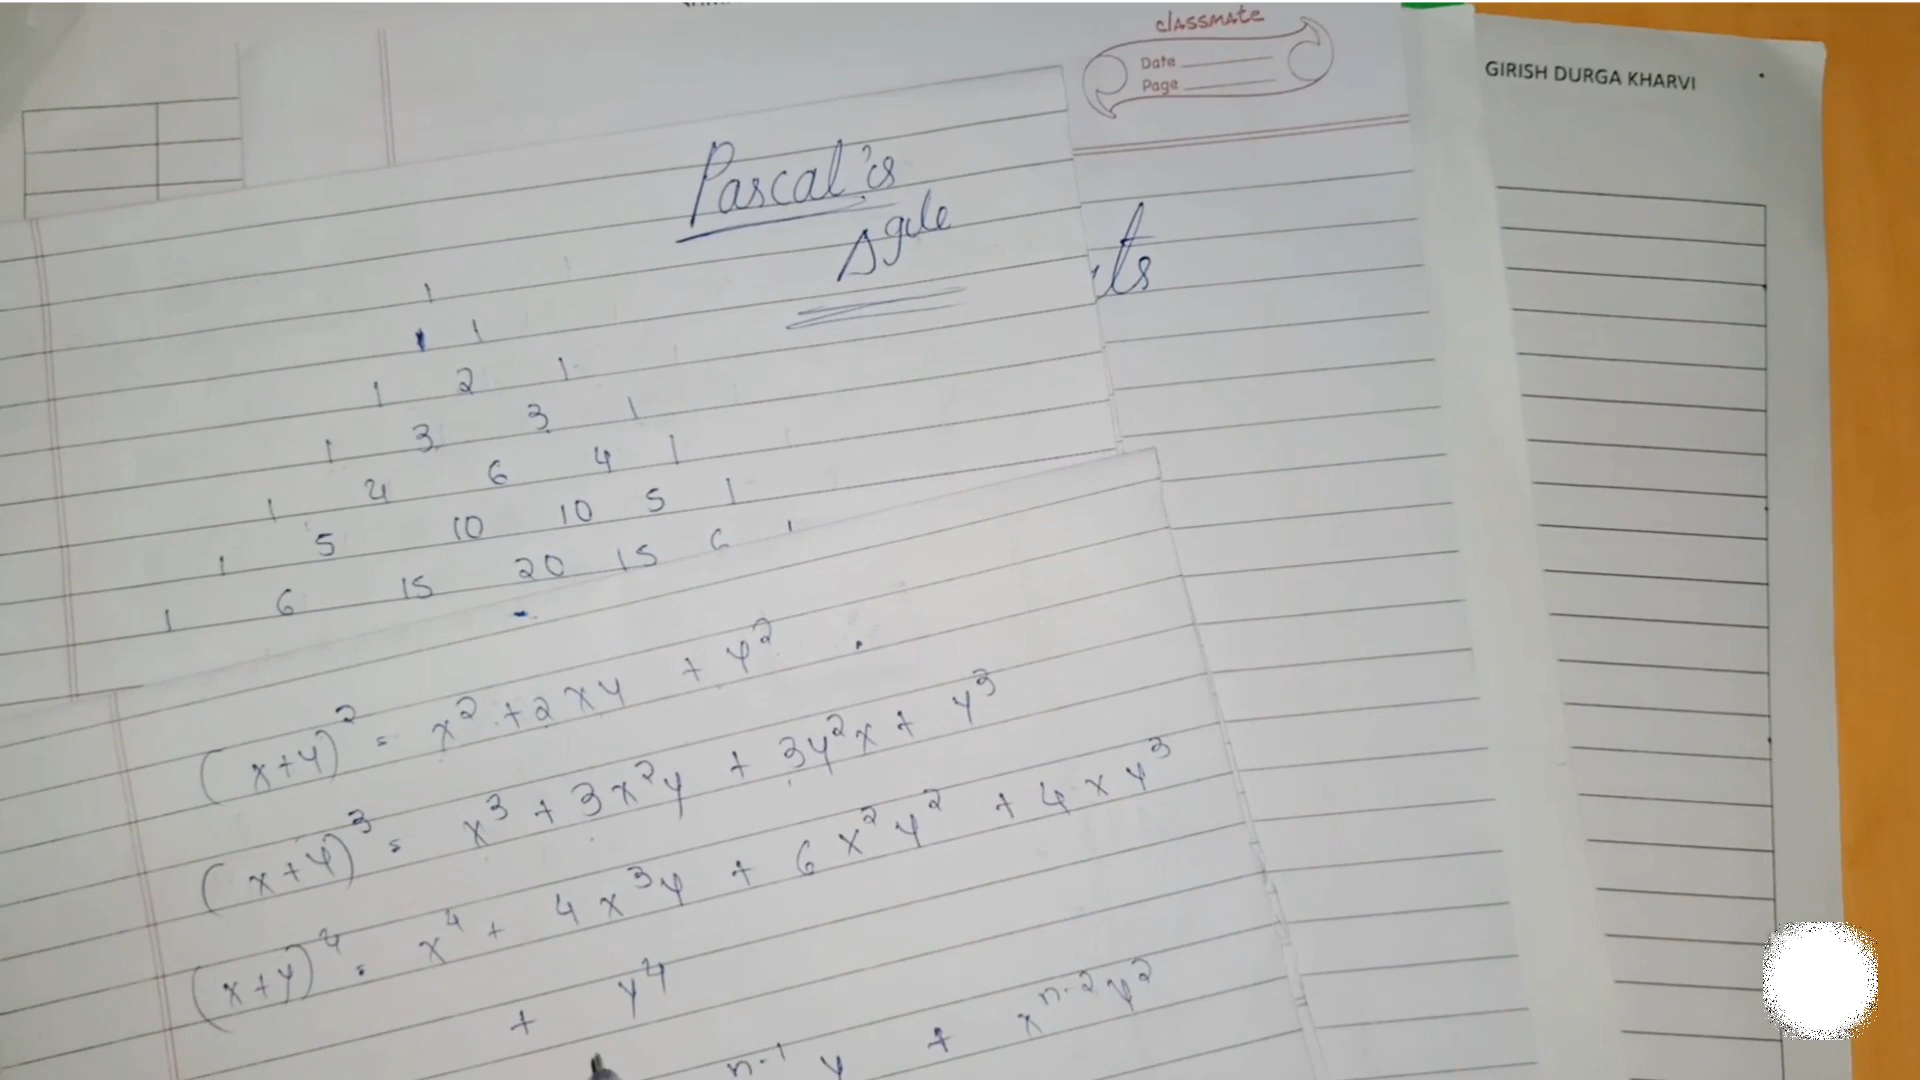 classmate
Date
Page
GIRISH DURGA KHARVI
Pascal's
Δgle
1
1 1
1 2 1
1 3 3 1
1 4 6 4 1
1 5 10 10 5 1
1 6 15 20 15 6 1
(x+y)² = x² + 2xy + y²
(x+y)³ = x³ + 3x²y + 3y²x + y³
(x+y)⁴ = x⁴ + 4x³y + 6x²y² + 4xy³
+ y⁴
n-1 y + xⁿ⁻²y²